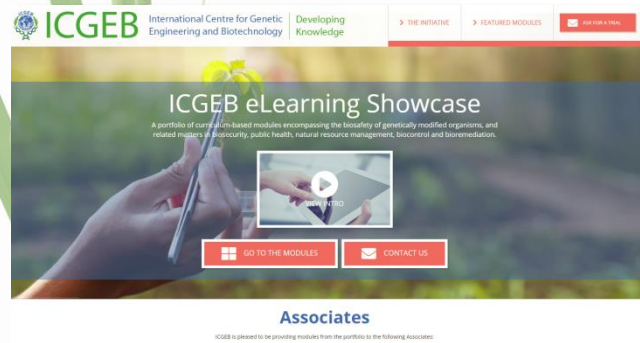 ICGEB
International Centre for Genetic
Engineering and Biotechnology
Developing
Knowledge
THE INITIATIVE
FEATURED MODULES
ASK FOR A TRIAL
ICGEB eLearning Showcase
A portfolio of curriculum-based modules encompassing the biosafety of genetically modified organisms, and
related matters in biosecurity, public health, natural resource management, biocontrol and bioremediation.
VIEW INTRO
GO TO THE MODULES
CONTACT US
Associates
ICGEB is pleased to be providing modules from the portfolio to the following Associates: